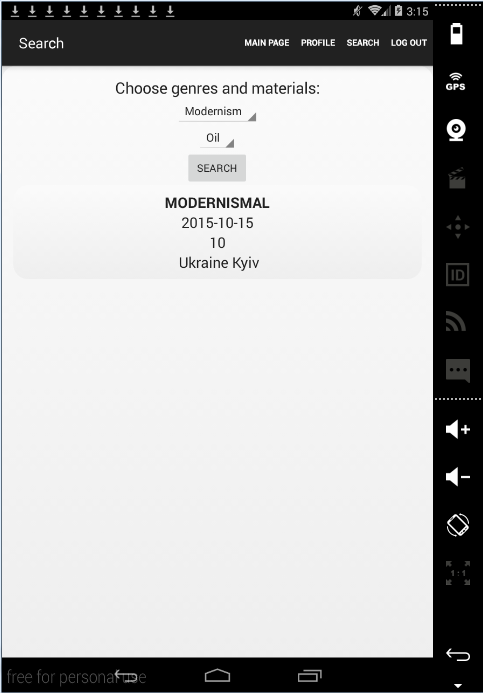 3:15
Search
MAIN PAGE PROFILE SEARCH LOG OUT
GPS
Choose genres and materials:
Modernism
Oil
SEARCH
MODERNISMAL
2015-10-15
10
Ukraine Kyiv
ID
1:1
free for personal use